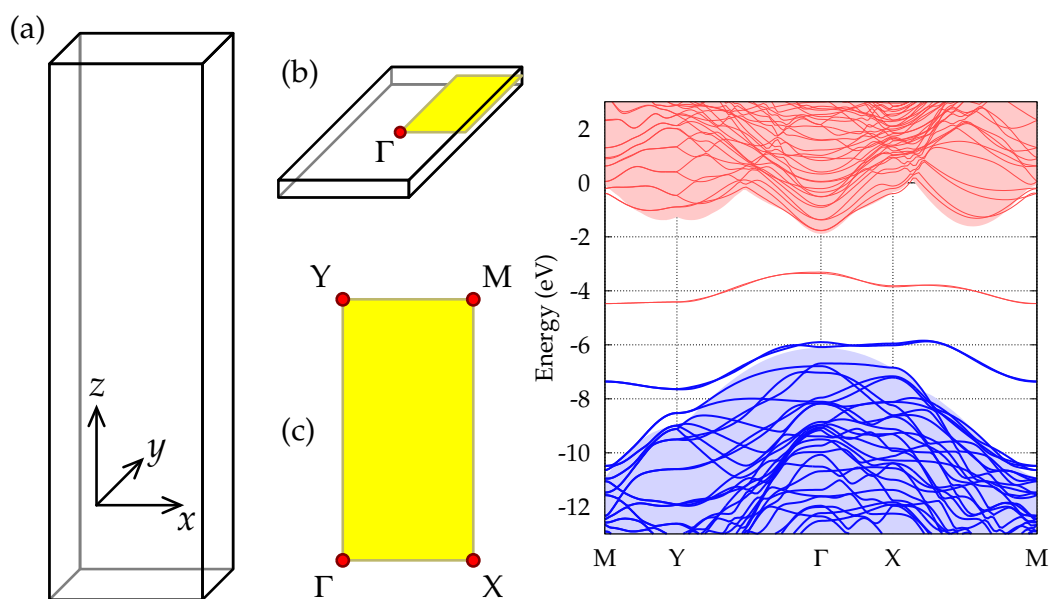 (a)
z
y
x
(b)
Γ
(c)
Y
M
Γ
X
Energy (eV)
2
0
-2
-4
-6
-8
-10
-12
M
Y
Γ
X
M